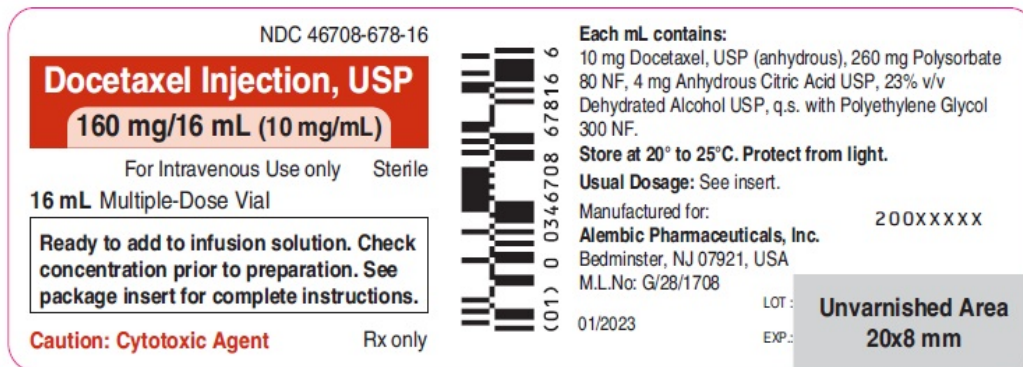 NDC 46708-678-16
Docetaxel Injection, USP
160 mg/16 mL (10 mg/mL)
For Intravenous Use only Sterile
16 mL Multiple-Dose Vial
Ready to add to infusion solution. Check
concentration prior to preparation. See
package insert for complete instructions.
Caution: Cytotoxic Agent Rx only
(01) 0 0346708 67816 6
Each mL contains:
10 mg Docetaxel, USP (anhydrous), 260 mg Polysorbate
80 NF, 4 mg Anhydrous Citric Acid USP, 23% v/v
Dehydrated Alcohol USP, q.s. with Polyethylene Glycol
300 NF.
Store at 20° to 25°C. Protect from light.
Usual Dosage: See insert.
Manufactured for:
200XXXXX
Alembic Pharmaceuticals, Inc.
Bedminster, NJ 07921, USA
M.L.No: G/28/1708
01/2023
LOT :
EXP.:
Unvarnished Area
20x8 mm